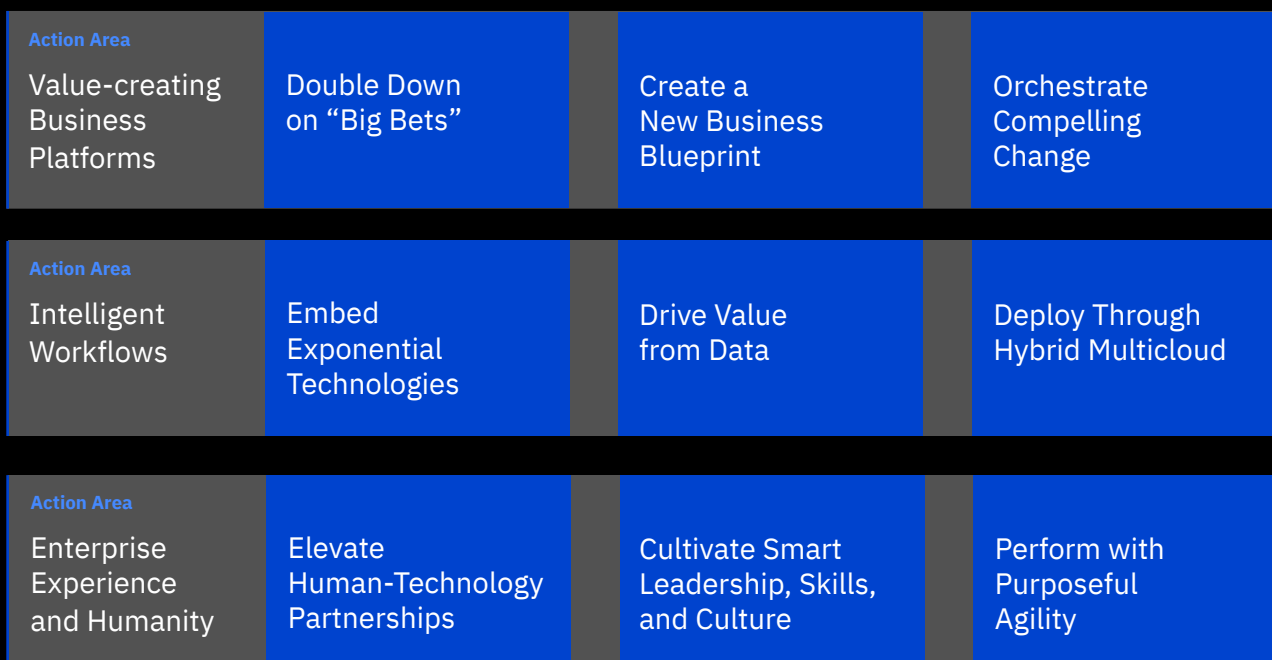 Action Area
Value-creating
Business
Platforms
Double Down
on “Big Bets”
Create a
New Business
Blueprint
Orchestrate
Compelling
Change
Action Area
Intelligent
Workflows
Embed
Exponential
Technologies
Drive Value
from Data
Deploy Through
Hybrid Multicloud
Action Area
Enterprise
Experience
and Humanity
Elevate
Human-Technology
Partnerships
Cultivate Smart
Leadership, Skills,
and Culture
Perform with
Purposeful
Agility